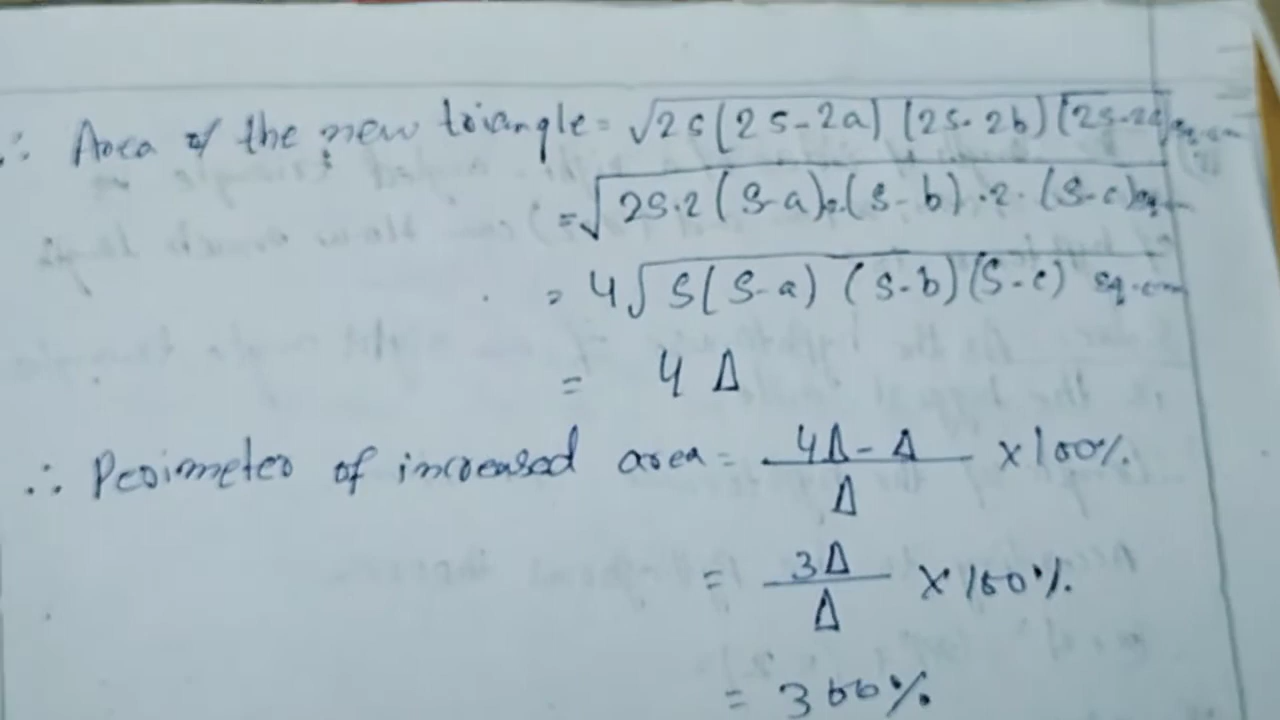 ∴ Area of the new triangle = √2s(2s-2a)(2s-2b)(2s-2c) sq.cm
= √2s.2(s-a).2.(s-b).2.(s-c) sq.cm
= 4√s(s-a)(s-b)(s-c) sq.cm
= 4Δ
∴ Perimeter of increased area = 4Δ-Δ/Δ × 100%.
= 3Δ/Δ × 100%.
= 300%.